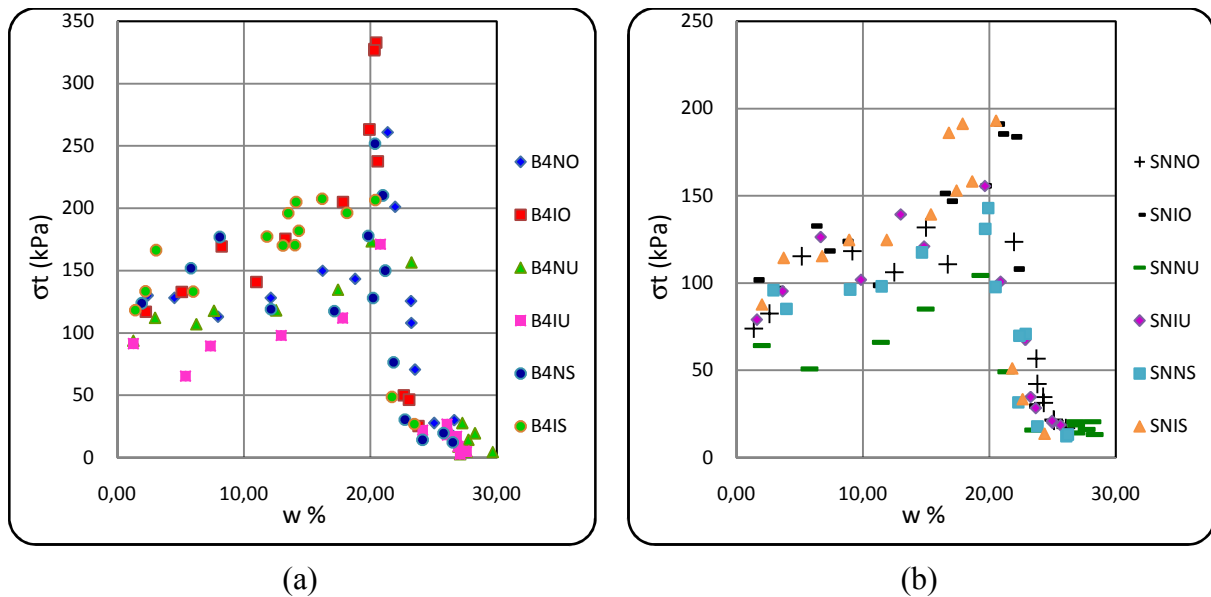 350
300
250
200
150
100
50
0
σt (kPa)
0,00 10,00 20,00 30,00
w %
B4NO
B4IO
B4NU
B4IU
B4NS
B4IS
(a)
250
200
150
100
50
0
σt (kPa)
0,00 10,00 20,00 30,00
w %
SNNO
SNIO
SNNU
SNIU
SNNS
SNIS
(b)